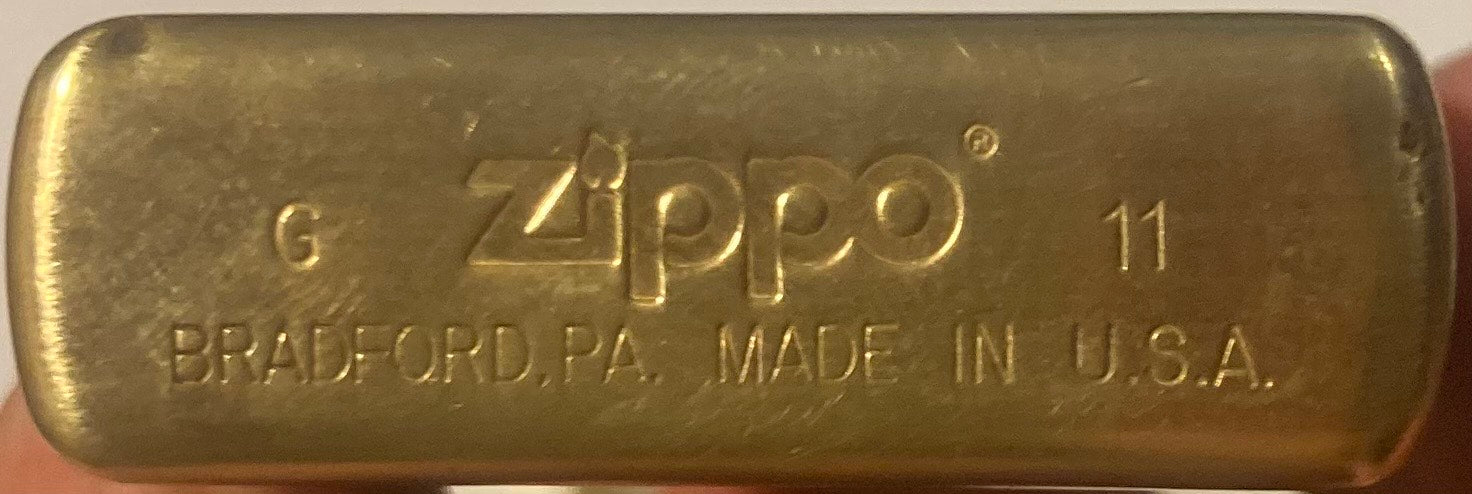 G Zippo® 11
BRADFORD, PA. MADE IN U.S.A.